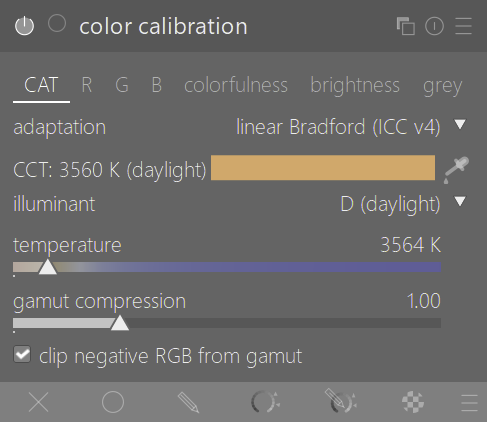 color calibration
CAT R G B colorfulness brightness grey
adaptation linear Bradford (ICC v4)
CCT: 3560 K (daylight)
illuminant D (daylight)
temperature 3564 K
gamut compression 1.00
clip negative RGB from gamut